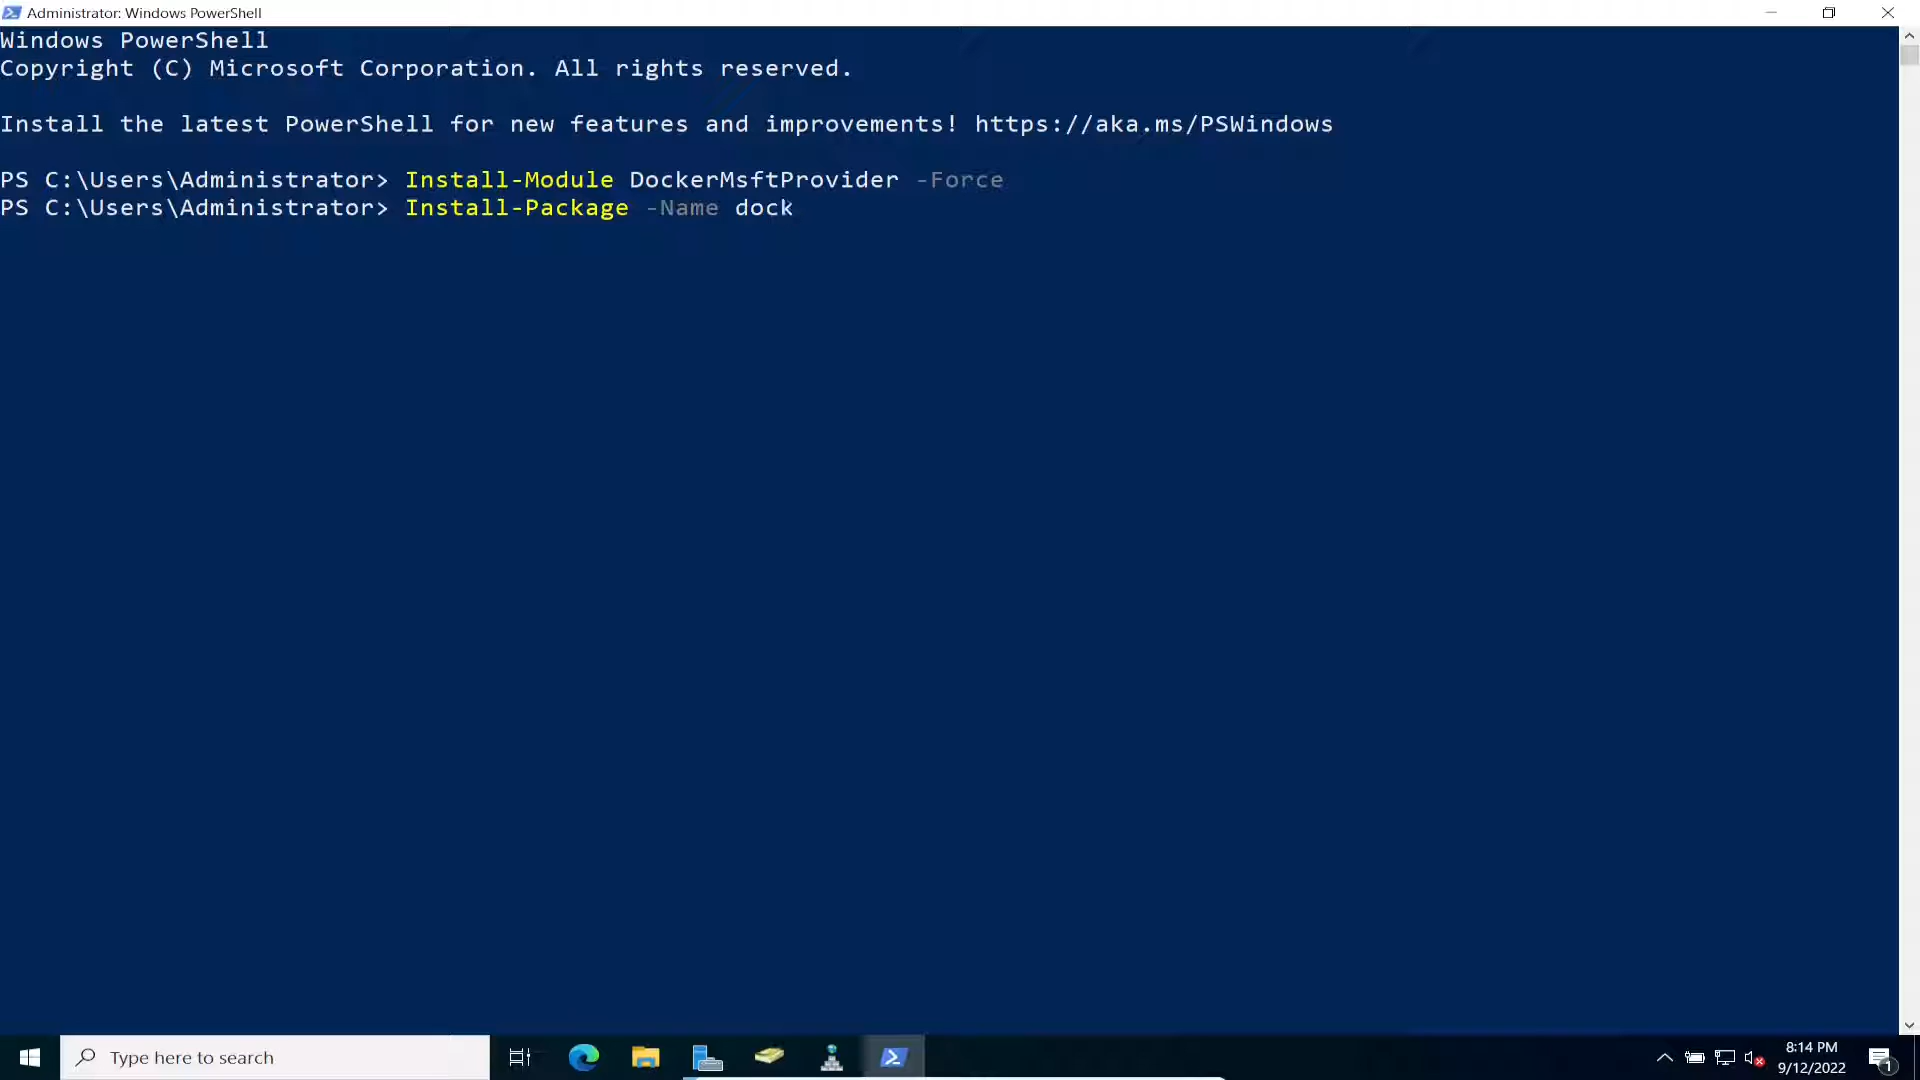 Administrator: Windows PowerShell
Windows PowerShell
Copyright (C) Microsoft Corporation. All rights reserved.
Install the latest PowerShell for new features and improvements! https://aka.ms/PSWindows
PS C:\Users\Administrator> Install-Module DockerMsftProvider -Force
PS C:\Users\Administrator> Install-Package -Name dock
Type here to search
8:14 PM
9/12/2022
1